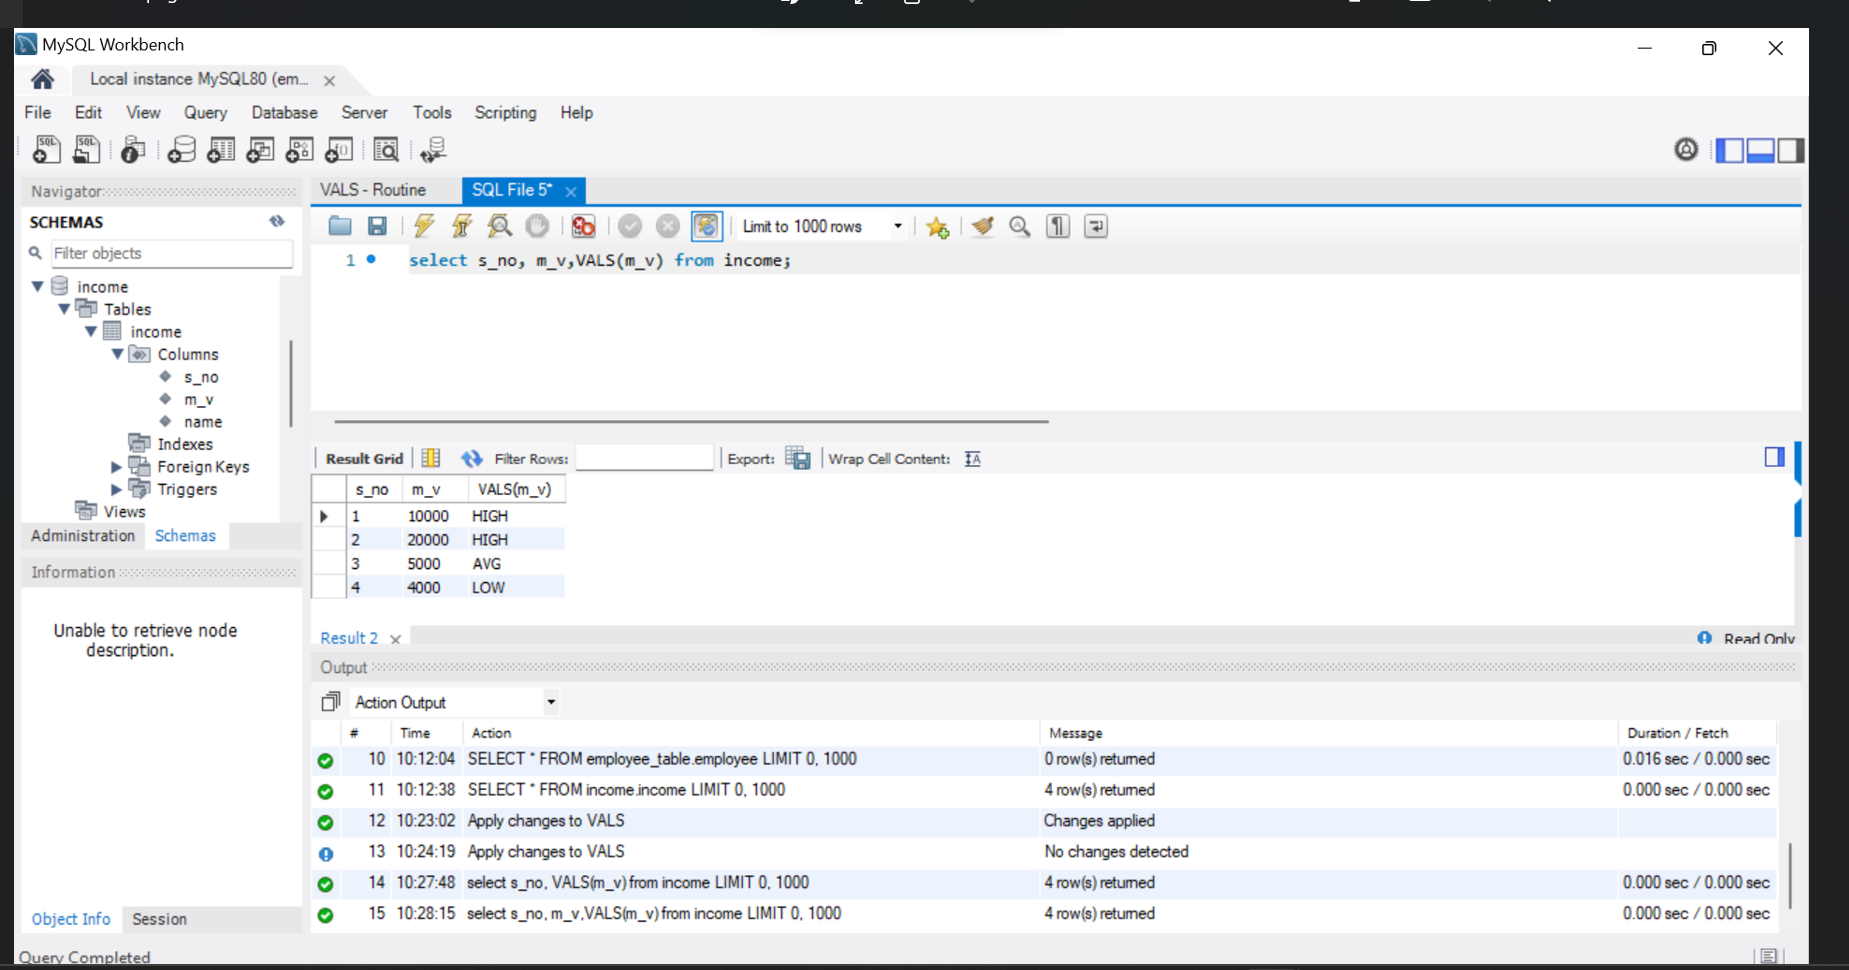 MySQL Workbench
Local instance MySQL80 (em...
File Edit View Query Database Server Tools Scripting Help
Navigator
SCHEMAS
Filter objects
income
Tables
income
Columns
s_no
m_v
name
Indexes
Foreign Keys
Triggers
Views
Administration Schemas
Information
Unable to retrieve node
description.
Object Info Session
VALS - Routine SQL File 5*
Limit to 1000 rows
1 select s_no, m_v,VALS(m_v) from income;
Result Grid Filter Rows: Export: Wrap Cell Content:
s_no m_v VALS(m_v)
1 10000 HIGH
2 20000 HIGH
3 5000 AVG
4 4000 LOW
Result 2 Read Only
Output
Action Output
# Time Action Message Duration / Fetch
10 10:12:04 SELECT * FROM employee_table.employee LIMIT 0, 1000 0 row(s) returned 0.016 sec / 0.000 sec
11 10:12:38 SELECT * FROM income.income LIMIT 0, 1000 4 row(s) returned 0.000 sec / 0.000 sec
12 10:23:02 Apply changes to VALS Changes applied
13 10:24:19 Apply changes to VALS No changes detected
14 10:27:48 select s_no, VALS(m_v) from income LIMIT 0, 1000 4 row(s) returned 0.000 sec / 0.000 sec
15 10:28:15 select s_no, m_v,VALS(m_v) from income LIMIT 0, 1000 4 row(s) returned 0.000 sec / 0.000 sec
Query Completed